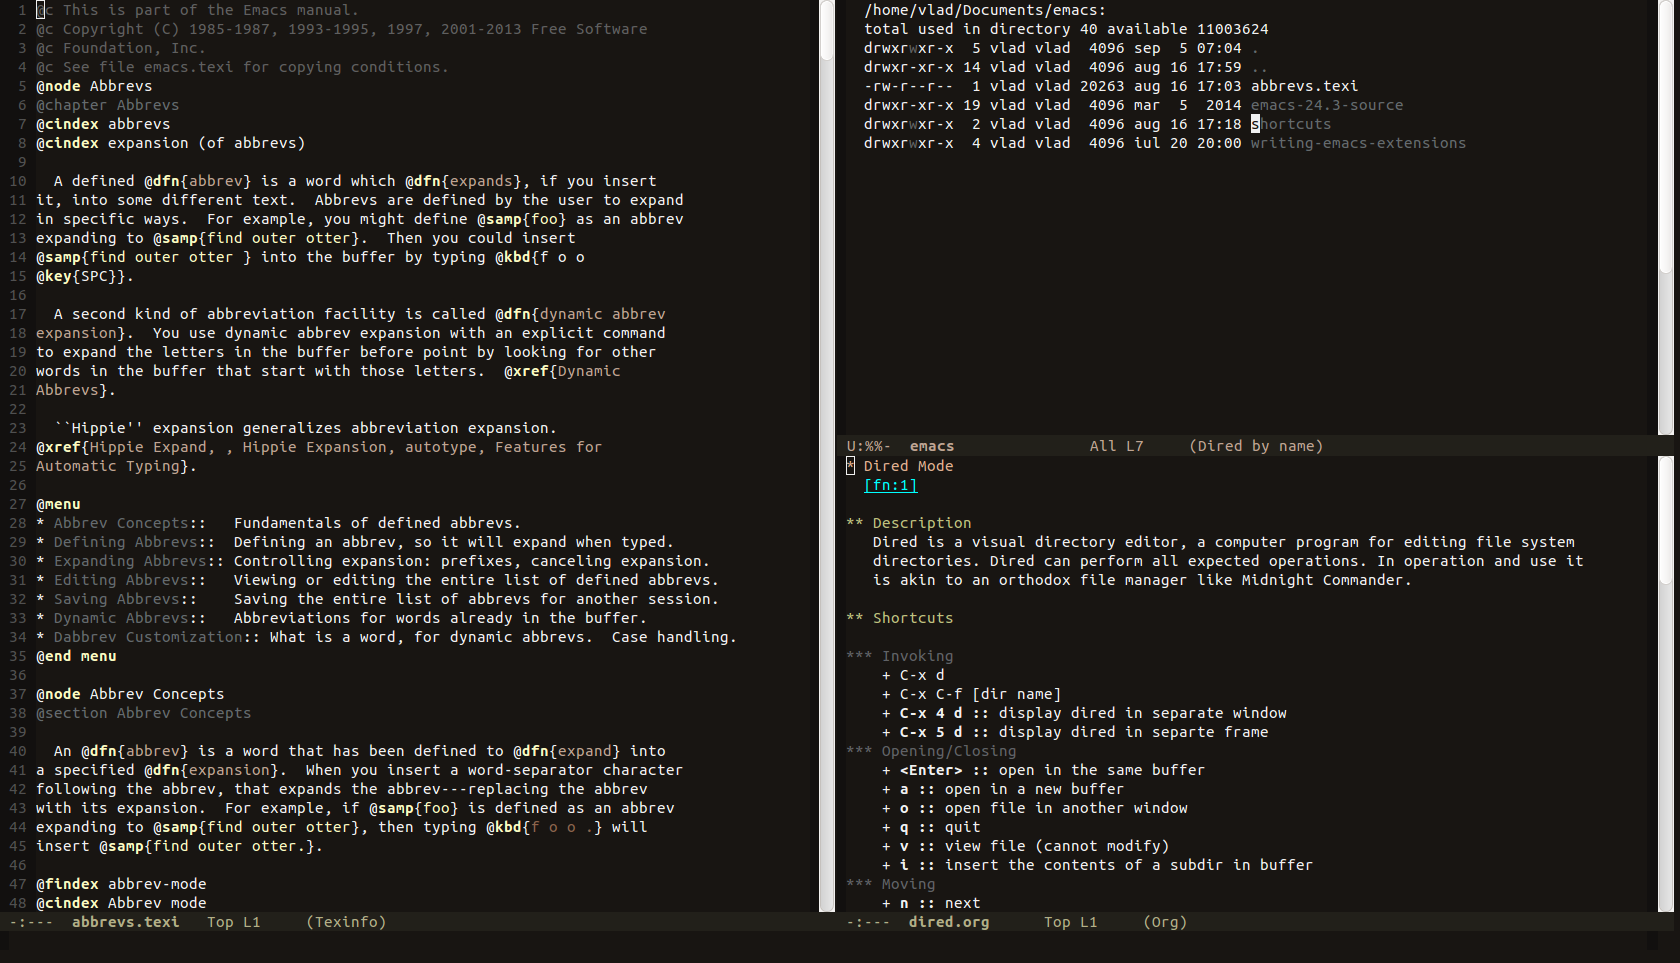 1 @c This is part of the Emacs manual.
2 @c Copyright (C) 1985-1987, 1993-1995, 1997, 2001-2013 Free Software
3 @c Foundation, Inc.
4 @c See file emacs.texi for copying conditions.
5 @node Abbrevs
6 @chapter Abbrevs
7 @cindex abbrevs
8 @cindex expansion (of abbrevs)
9
10   A defined @dfn{abbrev} is a word which @dfn{expands}, if you insert
11 it, into some different text.  Abbrevs are defined by the user to expand
12 in specific ways.  For example, you might define @samp{foo} as an abbrev
13 expanding to @samp{find outer otter}.  Then you could insert
14 @samp{find outer otter } into the buffer by typing @kbd{f o o
15 @key{SPC}}.
16
17   A second kind of abbreviation facility is called @dfn{dynamic abbrev
18 expansion}.  You use dynamic abbrev expansion with an explicit command
19 to expand the letters in the buffer before point by looking for other
20 words in the buffer that start with those letters.  @xref{Dynamic
21 Abbrevs}.
22
23   ``Hippie'' expansion generalizes abbreviation expansion.
24 @xref{Hippie Expand, , Hippie Expansion, autotype, Features for
25 Automatic Typing}.
26
27 @menu
28 * Abbrev Concepts::   Fundamentals of defined abbrevs.
29 * Defining Abbrevs::  Defining an abbrev, so it will expand when typed.
30 * Expanding Abbrevs:: Controlling expansion: prefixes, canceling expansion.
31 * Editing Abbrevs::   Viewing or editing the entire list of defined abbrevs.
32 * Saving Abbrevs::    Saving the entire list of abbrevs for another session.
33 * Dynamic Abbrevs::   Abbreviations for words already in the buffer.
34 * Dabbrev Customization:: What is a word, for dynamic abbrevs.  Case handling.
35 @end menu
36
37 @node Abbrev Concepts
38 @section Abbrev Concepts
39
40   An @dfn{abbrev} is a word that has been defined to @dfn{expand} into
41 a specified @dfn{expansion}.  When you insert a word-separator character
42 following the abbrev, that expands the abbrev---replacing the abbrev
43 with its expansion.  For example, if @samp{foo} is defined as an abbrev
44 expanding to @samp{find outer otter}, then typing @kbd{f o o .} will
45 insert @samp{find outer otter.}.
46
47 @findex abbrev-mode
48 @cindex Abbrev mode
-:---  abbrevs.texi   Top L1     (Texinfo)
/home/vlad/Documents/emacs:
total used in directory 40 available 11003624
drwxrwxr-x  5 vlad vlad  4096 sep  5 07:04 .
drwxr-xr-x 14 vlad vlad  4096 aug 16 17:59 ..
-rw-r--r--  1 vlad vlad 20263 aug 16 17:03 abbrevs.texi
drwxr-xr-x 19 vlad vlad  4096 mar  5  2014 emacs-24.3-source
drwxrwxr-x  2 vlad vlad  4096 aug 16 17:18 shortcuts
drwxrwxr-x  4 vlad vlad  4096 iul 20 20:00 writing-emacs-extensions
U:%%-  emacs               All L7     (Dired by name)
* Dired Mode
[fn:1]
** Description
Dired is a visual directory editor, a computer program for editing file system
directories. Dired can perform all expected operations. In operation and use it
is akin to an orthodox file manager like Midnight Commander.
** Shortcuts
*** Invoking
+ C-x d
+ C-x C-f [dir name]
+ C-x 4 d :: display dired in separate window
+ C-x 5 d :: display dired in separte frame
*** Opening/Closing
+ <Enter> :: open in the same buffer
+ a :: open in a new buffer
+ o :: open file in another window
+ q :: quit
+ v :: view file (cannot modify)
+ i :: insert the contents of a subdir in buffer
*** Moving
+ n :: next
-:---  dired.org      Top L1     (Org)